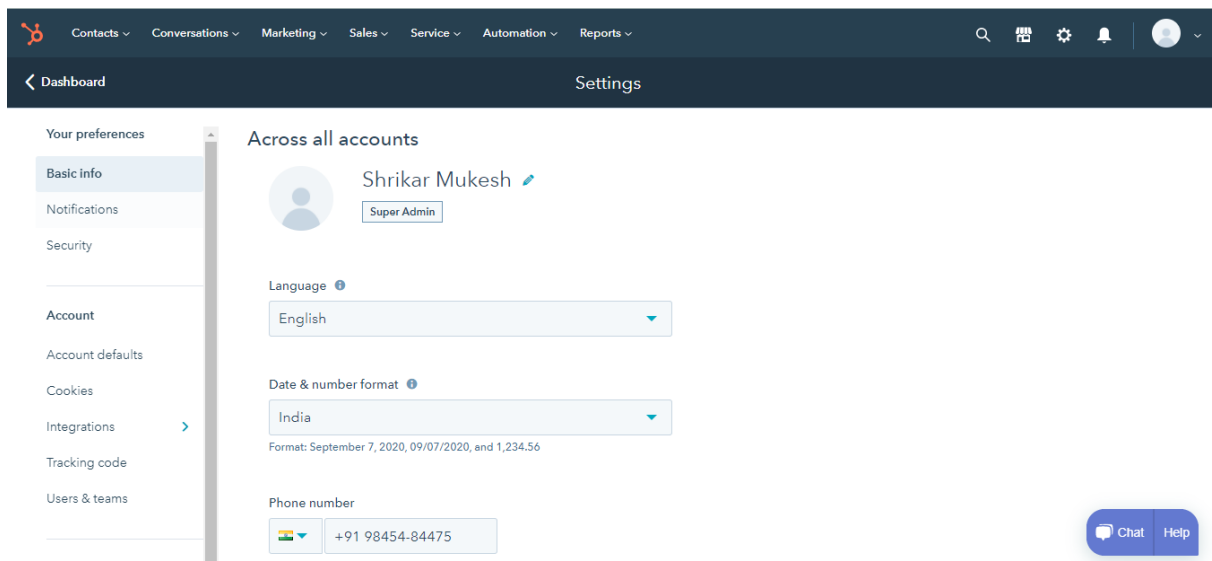 Contacts Conversations Marketing Sales Service Automation Reports
Dashboard
Settings
Your preferences
Basic info
Notifications
Security
Account
Account defaults
Cookies
Integrations
Tracking code
Users & teams
Across all accounts
Shrikar Mukesh
Super Admin
Language
English
Date & number format
India
Format: September 7, 2020, 09/07/2020, and 1,234.56
Phone number
+91 98454-84475
Chat Help